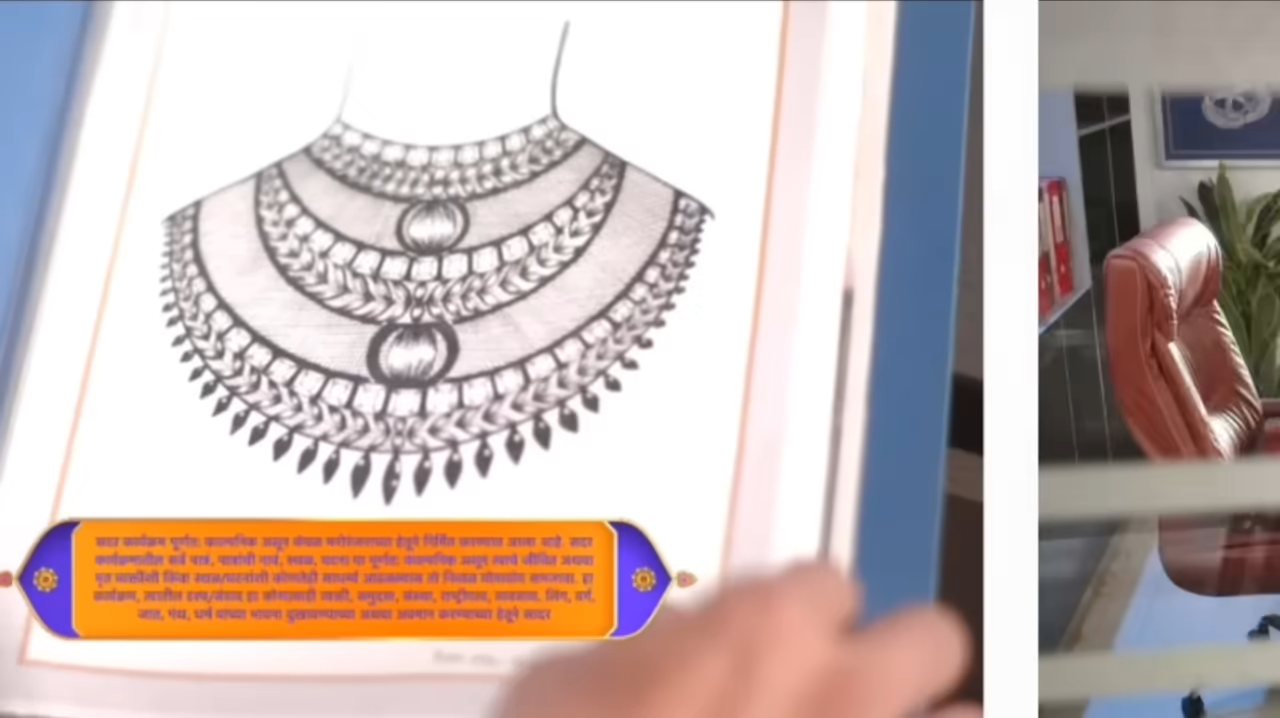 सदर कार्यक्रम पूर्णतः काल्पनिक असून केवळ मनोरंजनाच्या हेतूने निर्मित करण्यात आला आहे. सदर
कार्यक्रमातील सर्व पात्रं, पात्रांची नावं, स्थळ, घटना या पूर्णतः काल्पनिक असून त्याचे जीवित अथवा
मृत व्यक्तींशी किंवा स्थळ/घटनांशी कोणतेही साधर्म्य आढळल्यास तो निव्वळ योगायोग समजावा. हा
कार्यक्रम, त्यातील दृश्य/संवाद हा कोणत्याही व्यक्ती, समुदाय, संस्था, राष्ट्रीयत्व, व्यवसाय, लिंग, वर्ण,
जात, पंथ, धर्म यांच्या भावना दुखावण्याच्या अथवा अवमान करण्याच्या हेतूने सादर